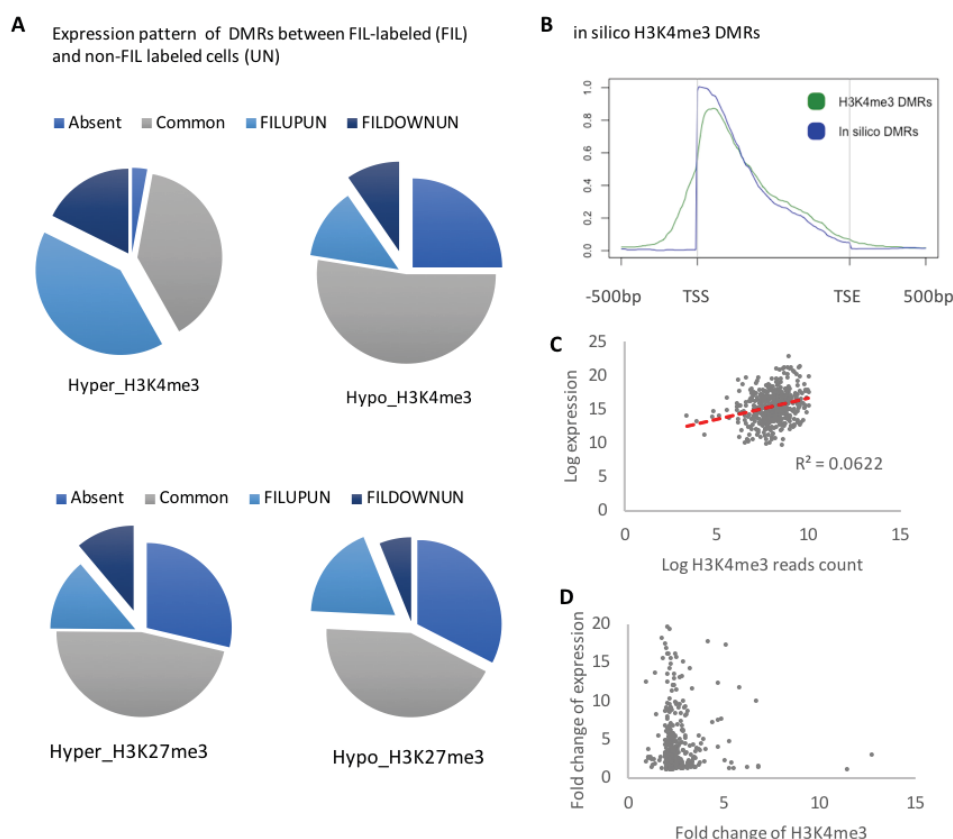 A
Expression pattern of DMRs between FIL-labeled (FIL)
and non-FIL labeled cells (UN)
Absent Common FILUPUN FILDOWNUN
Hyper_H3K4me3
Hypo_H3K4me3
Absent Common FILUPUN FILDOWNUN
Hyper_H3K27me3
Hypo_H3K27me3
B
in silico H3K4me3 DMRs
1.0
0.8
0.6
0.4
0.2
0.0
H3K4me3 DMRs
In silico DMRs
-500bp TSS TSE 500bp
C
Log expression
25
20
15
10
5
0
R² = 0.0622
0 5 10 15
Log H3K4me3 reads count
D
Fold change of expression
20
15
10
5
0
0 5 10 15
Fold change of H3K4me3